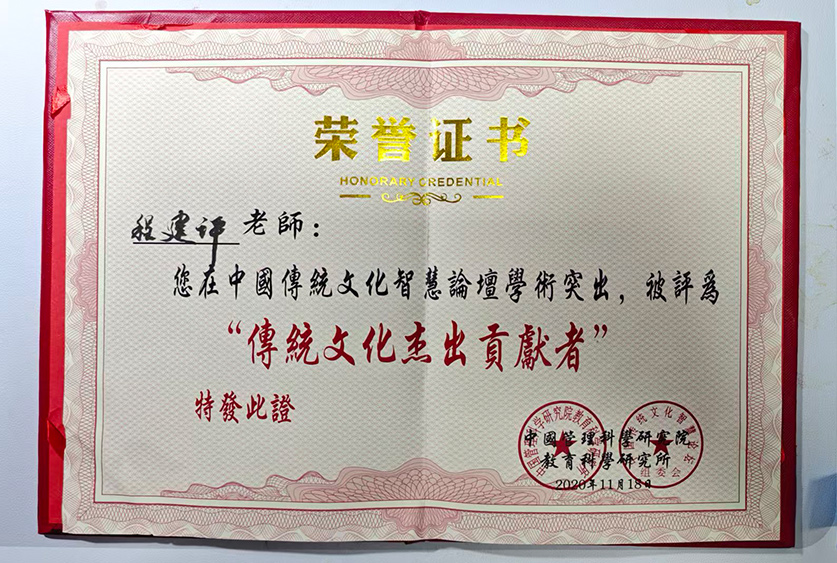 荣誉证书
HONORARY CREDENTIAL
程建评 老師：
您在中國傳統文化智慧論壇學術突出，被評爲
“傳統文化杰出貢獻者”
特發此證
中國管理科學研究院
教育科學研究所
2020年11月18日
组委会